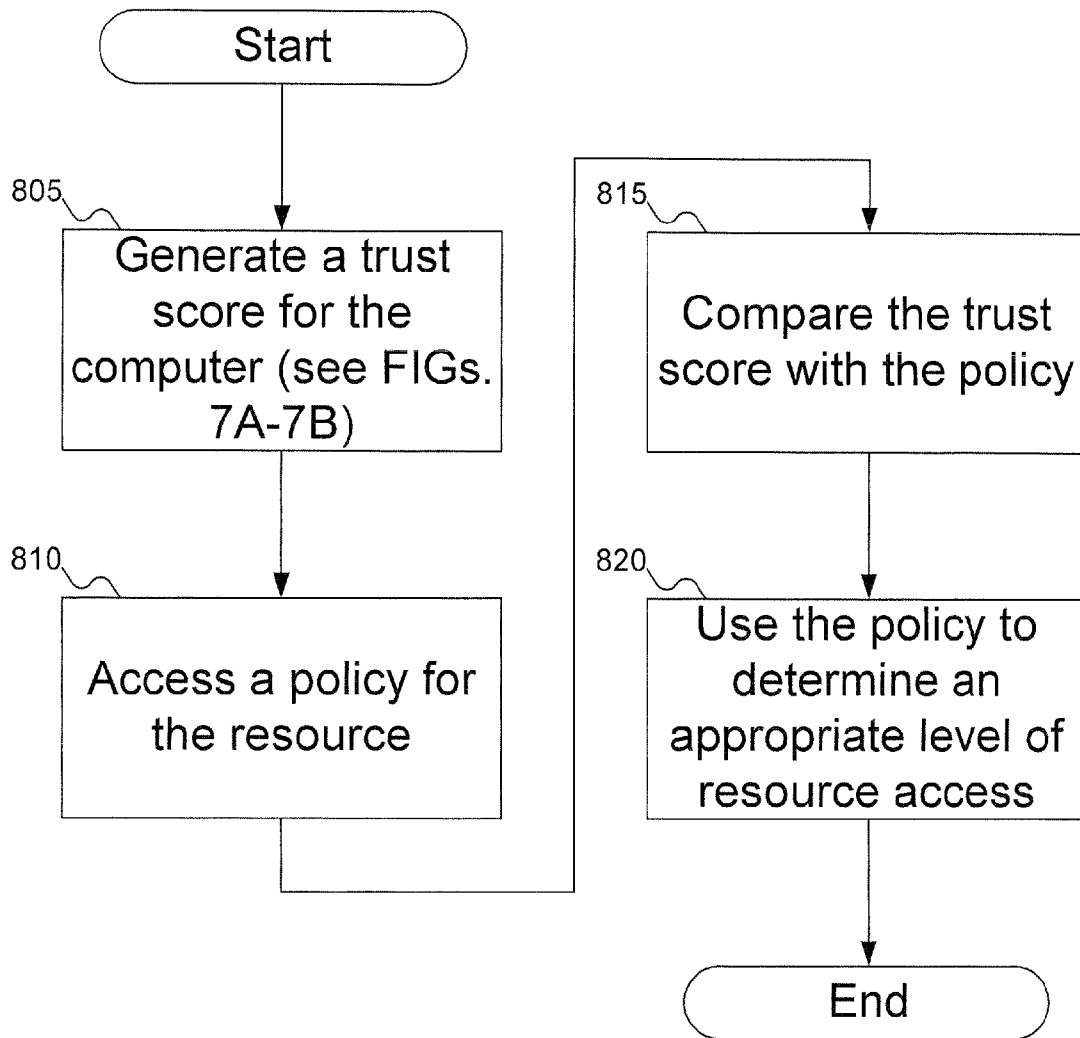 Start
805
Generate a trust
score for the
computer (see FIGs.
7A-7B)
810
Access a policy for
the resource
815
Compare the trust
score with the policy
820
Use the policy to
determine an
appropriate level of
resource access
End